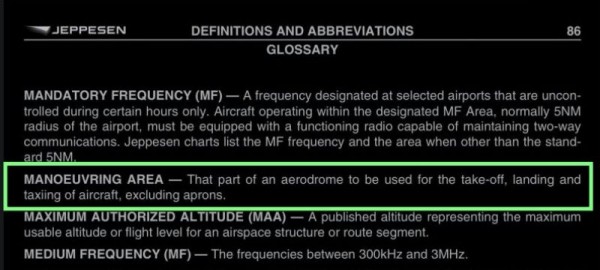 JEPPESEN DEFINITIONS AND ABBREVIATIONS 86
GLOSSARY
MANDATORY FREQUENCY (MF) — A frequency designated at selected airports that are uncon-
trolled during certain hours only. Aircraft operating within the designated MF Area, normally 5NM
radius of the airport, must be equipped with a functioning radio capable of maintaining two-way
communications. Jeppesen charts list the MF frequency and the area when other than the stand-
ard 5NM.
MANOEUVRING AREA — That part of an aerodrome to be used for the take-off, landing and
taxiing of aircraft, excluding aprons.
MAXIMUM AUTHORIZED ALTITUDE (MAA) — A published altitude representing the maximum
usable altitude or flight level for an airspace structure or route segment.
MEDIUM FREQUENCY (MF) — The frequencies between 300kHz and 3MHz.